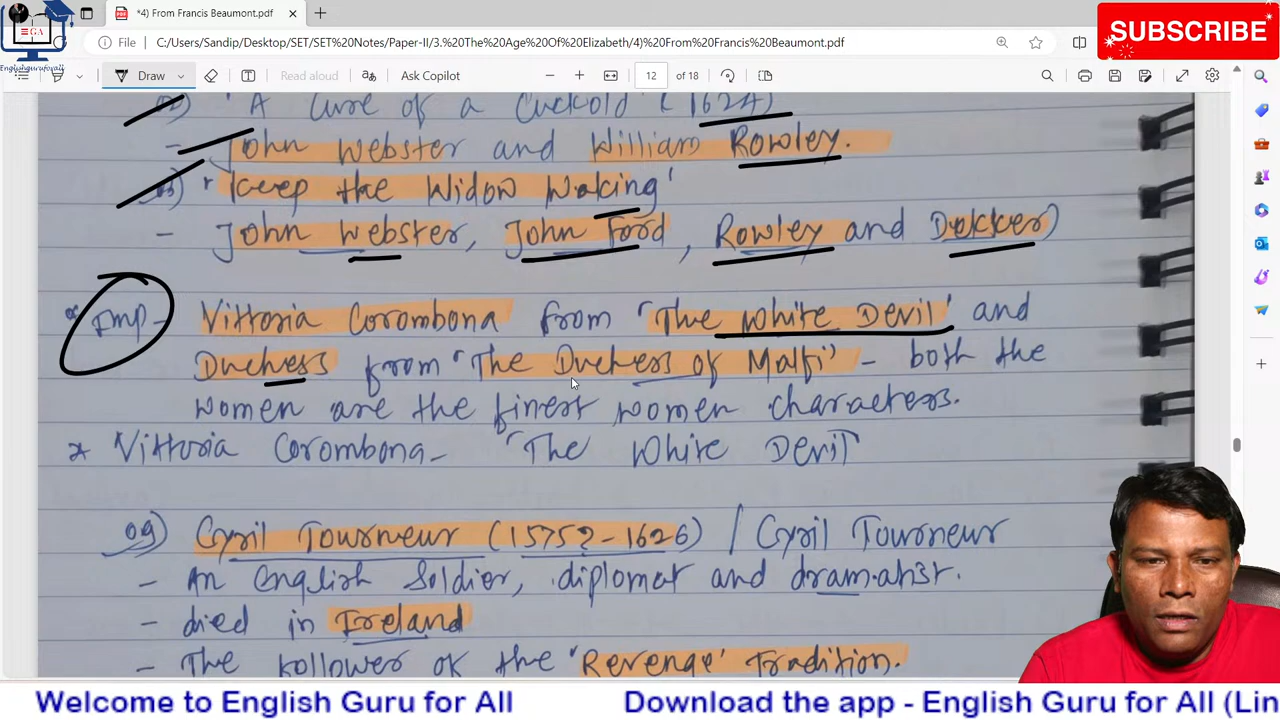 *4) From Francis Beaumont.pdf
SUBSCRIBE
EGA
Englishguruforall
File C:/Users/Sandip/Desktop/SET/SET%20Notes/Paper-II/3.%20The%20Age%20Of%20Elizabeth/4)%20From%20Francis%20Beaumont.pdf
Draw Read aloud Ask Copilot 12 of 18
'A Cure of a Cuckold' (1624)
- John Webster and William Rowley.
'Keep the Widow Waking'
- John Webster, John Ford, Rowley and Dekker)
* Imp - Vittoria Corombona from 'The White Devil' and
Duchess from 'The Duchess of Malfi' - both the
women are the finest women characters.
* Vittoria Corombona - "The White Devil"
09) Cyril Tourneur (1575?-1626) / Cyril Tourneur
- An English Soldier, diplomat and dramatist.
- died in Ireland
- The follower of the 'Revenge' Tradition.
Welcome to English Guru for All Download the app - English Guru for All (Lin